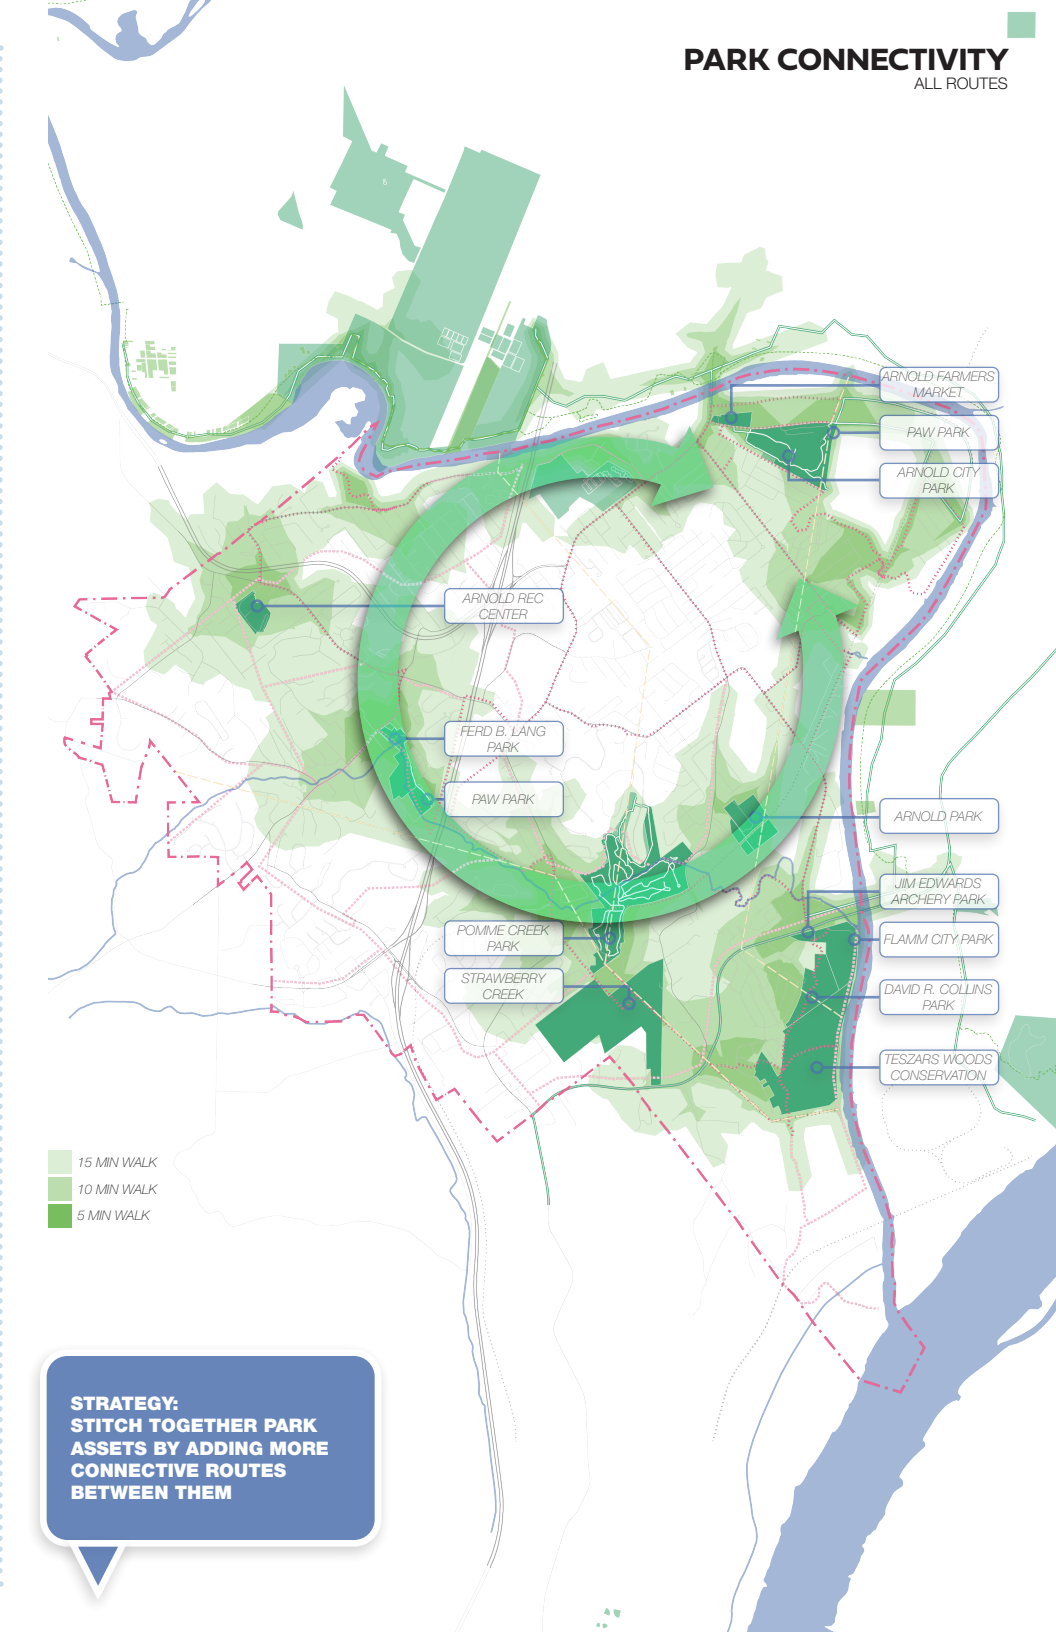 PARK CONNECTIVITY
ALL ROUTES
ARNOLD FARMERS
MARKET
PAW PARK
ARNOLD CITY
PARK
ARNOLD REC
CENTER
FERD B. LANG
PARK
PAW PARK
ARNOLD PARK
JIM EDWARDS
ARCHERY PARK
POMME CREEK
PARK
FLAMM CITY PARK
STRAWBERRY
CREEK
DAVID R. COLLINS
PARK
TESZARS WOODS
CONSERVATION
15 MIN WALK
10 MIN WALK
5 MIN WALK
STRATEGY:
STITCH TOGETHER PARK
ASSETS BY ADDING MORE
CONNECTIVE ROUTES
BETWEEN THEM